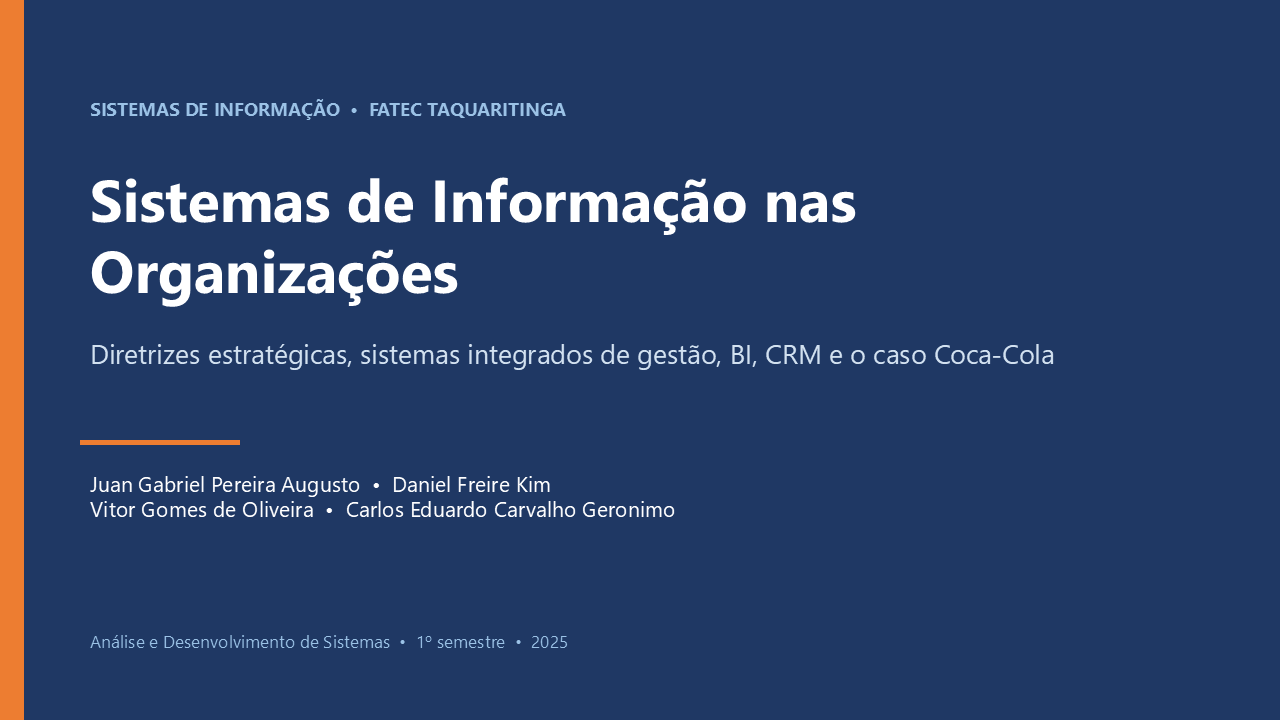 SISTEMAS DE INFORMAÇÃO • FATEC TAQUARITINGA
Sistemas de Informação nas
Organizações
Diretrizes estratégicas, sistemas integrados de gestão, BI, CRM e o caso Coca-Cola
Juan Gabriel Pereira Augusto • Daniel Freire Kim
Vitor Gomes de Oliveira • Carlos Eduardo Carvalho Geronimo
Análise e Desenvolvimento de Sistemas • 1º semestre • 2025